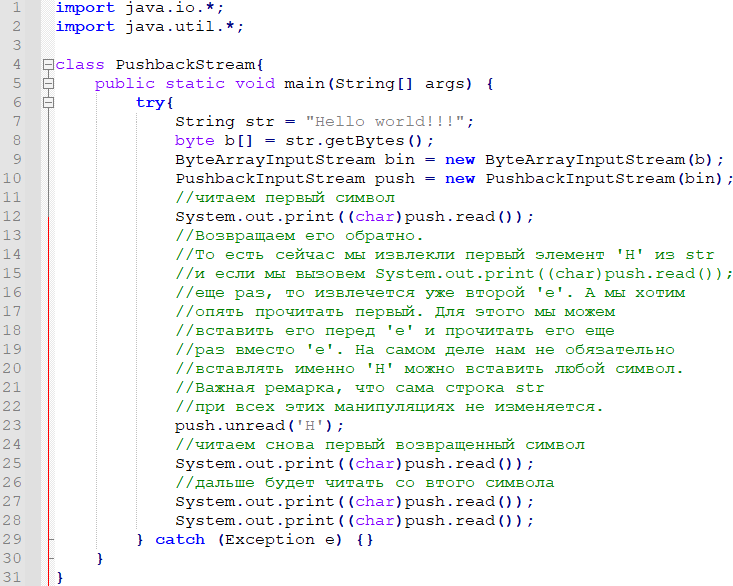 1 import java.io.*;
2 import java.util.*;
3
4 class PushbackStream{
5 public static void main(String[] args) {
6 try{
7 String str = "Hello world!!!";
8 byte b[] = str.getBytes();
9 ByteArrayInputStream bin = new ByteArrayInputStream(b);
10 PushbackInputStream push = new PushbackInputStream(bin);
11 //читаем первый символ
12 System.out.print((char)push.read());
13 //Возвращаем его обратно.
14 //То есть сейчас мы извлекли первый элемент 'H' из str
15 //и если мы вызовем System.out.print((char)push.read());
16 //еще раз, то извлечется уже второй 'e'. А мы хотим
17 //опять прочитать первый. Для этого мы можем
18 //вставить его перед 'e' и прочитать его еще
19 //раз вместо 'e'. На самом деле нам не обязательно
20 //вставлять именно 'H' можно вставить любой символ.
21 //Важная ремарка, что сама строка str
22 //при всех этих манипуляциях не изменяется.
23 push.unread('H');
24 //читаем снова первый возвращенный символ
25 System.out.print((char)push.read());
26 //дальше будет читать со втого символа
27 System.out.print((char)push.read());
28 System.out.print((char)push.read());
29 } catch (Exception e) {}
30 }
31 }